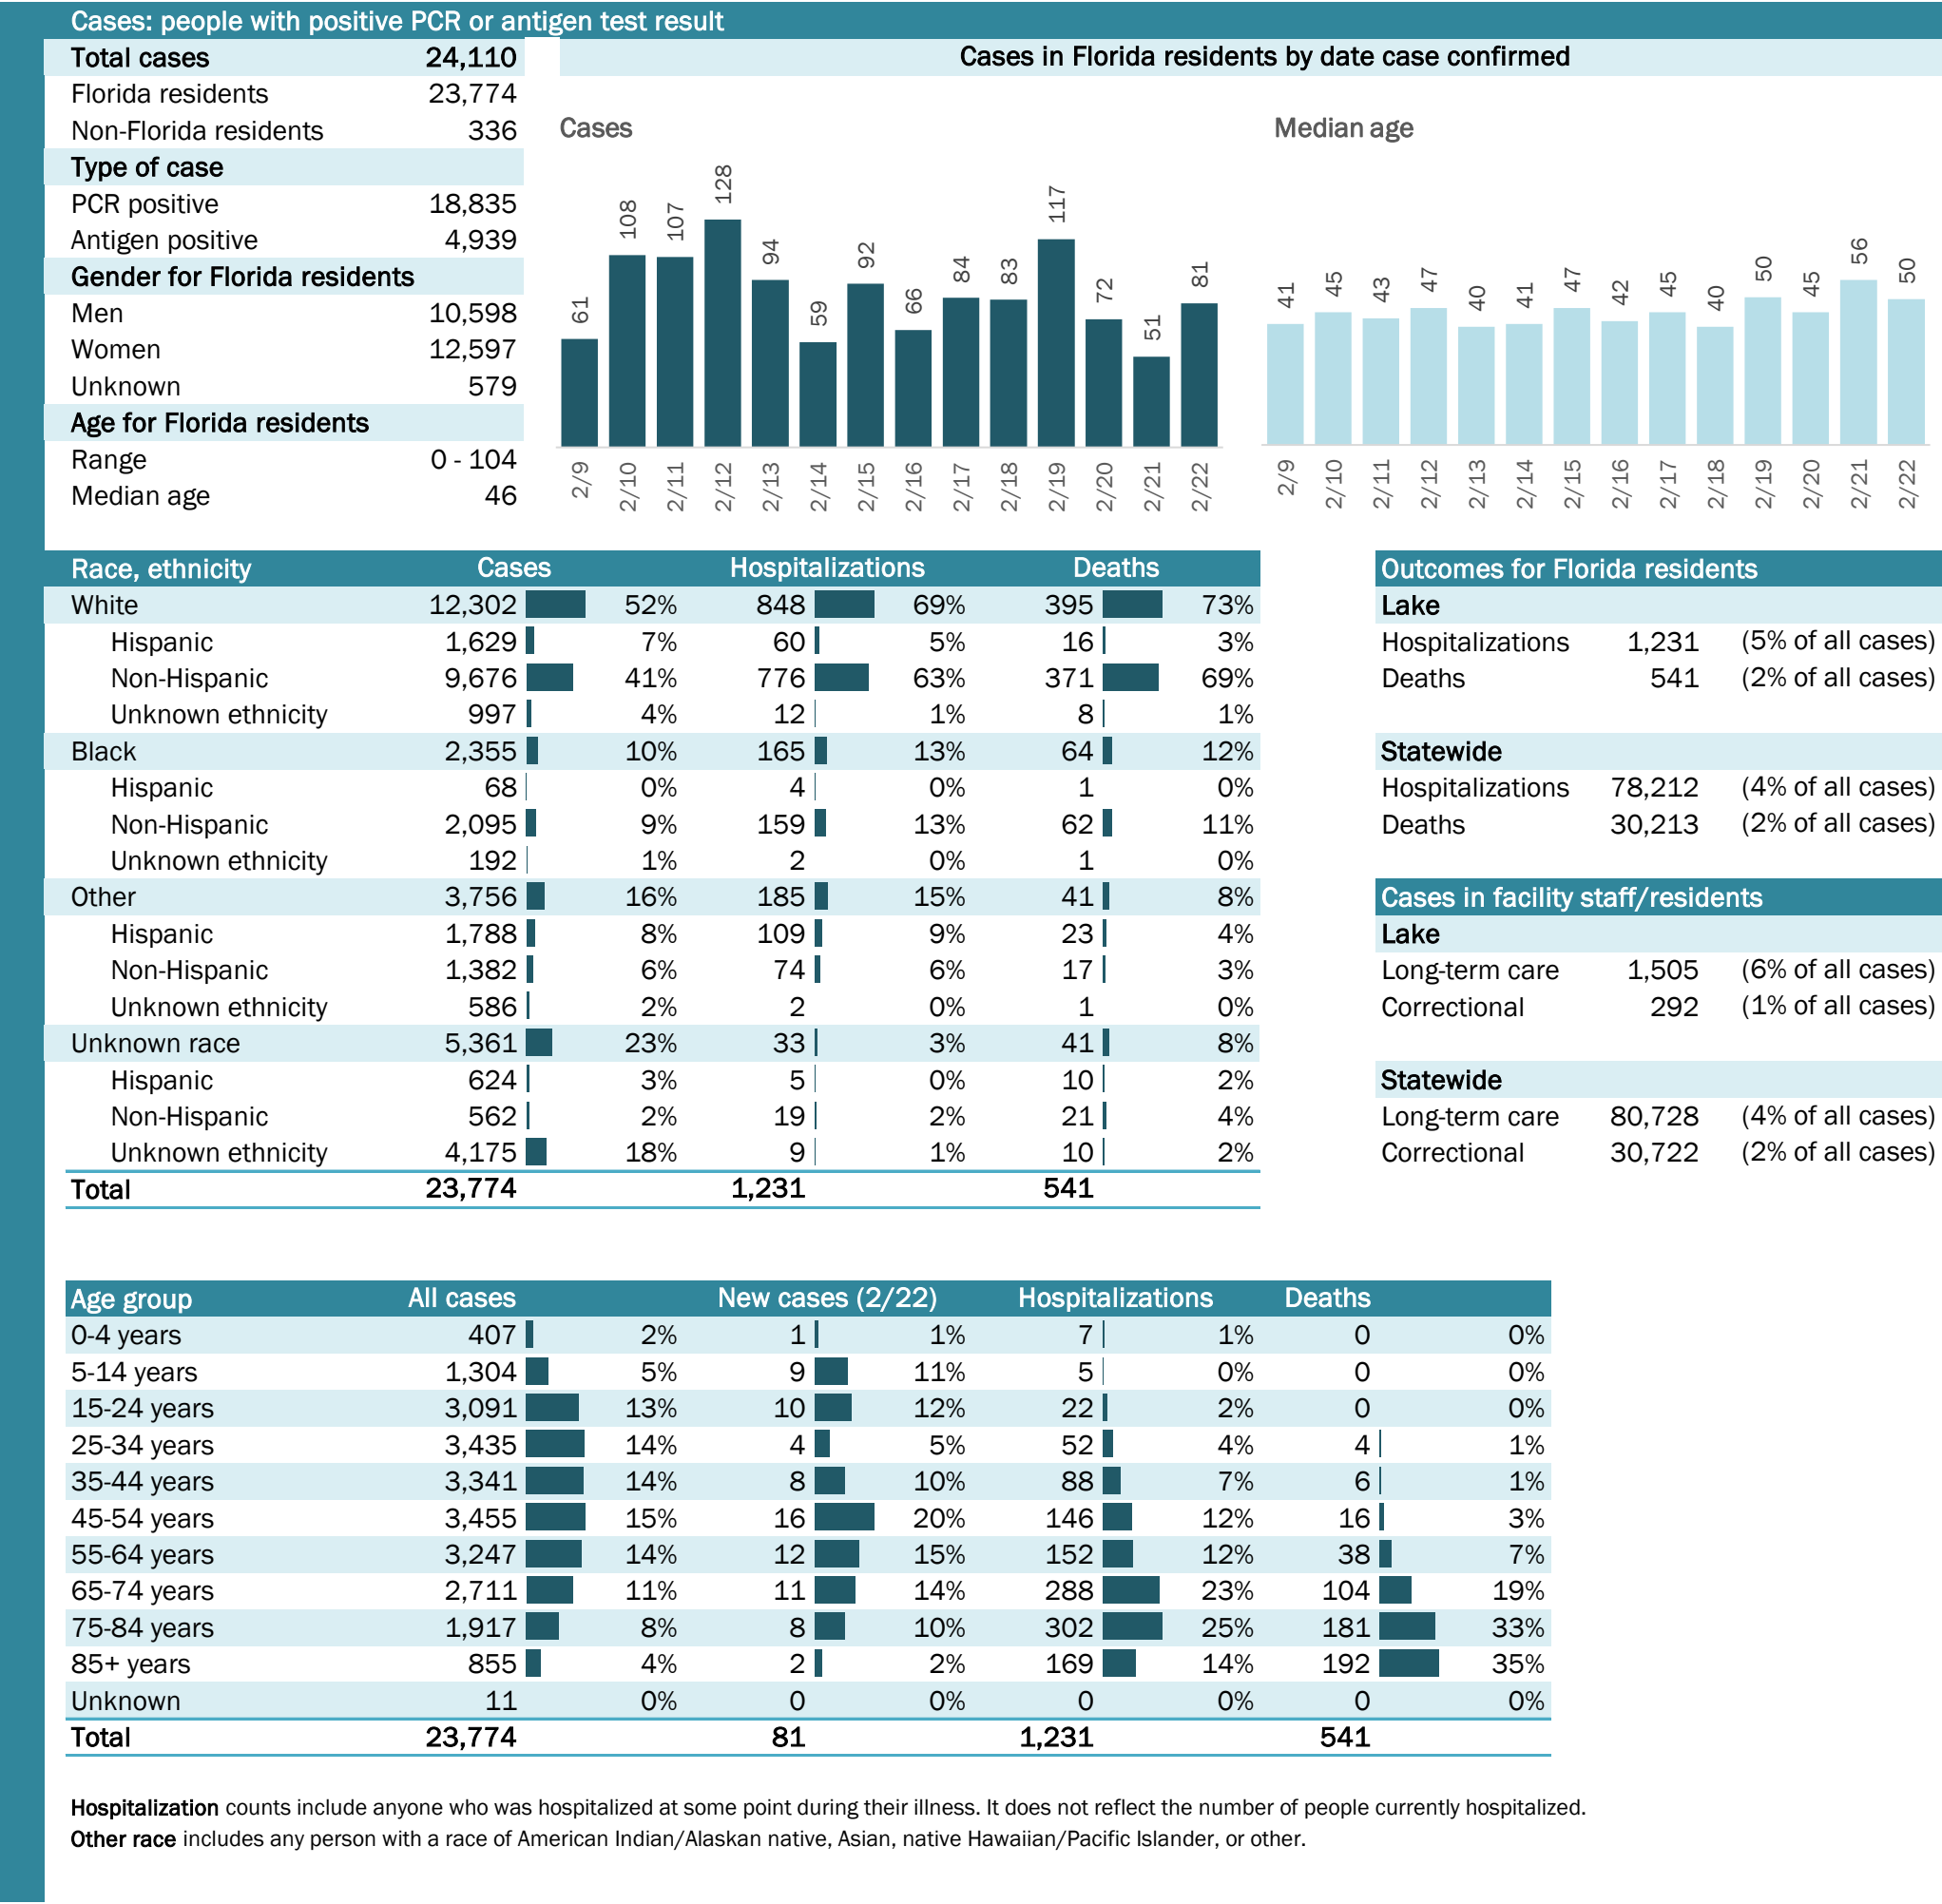 Cases: people with positive PCR or antigen test result
Total cases 24,110
Florida residents 23,774
Non-Florida residents 336
Type of case
PCR positive 18,835
Antigen positive 4,939
Gender for Florida residents
Men 10,598
Women 12,597
Unknown 579
Age for Florida residents
Range 0 - 104
Median age 46
Cases in Florida residents by date case confirmed
Cases
61 108 107 128 94 59 92 66 84 83 117 72 51 81
2/9 2/10 2/11 2/12 2/13 2/14 2/15 2/16 2/17 2/18 2/19 2/20 2/21 2/22
Median age
41 45 43 47 40 41 47 42 45 40 50 45 56 50
2/9 2/10 2/11 2/12 2/13 2/14 2/15 2/16 2/17 2/18 2/19 2/20 2/21 2/22
Race, ethnicity Cases Hospitalizations Deaths
White 12,302 52% 848 69% 395 73%
Hispanic 1,629 7% 60 5% 16 3%
Non-Hispanic 9,676 41% 776 63% 371 69%
Unknown ethnicity 997 4% 12 1% 8 1%
Black 2,355 10% 165 13% 64 12%
Hispanic 68 0% 4 0% 1 0%
Non-Hispanic 2,095 9% 159 13% 62 11%
Unknown ethnicity 192 1% 2 0% 1 0%
Other 3,756 16% 185 15% 41 8%
Hispanic 1,788 8% 109 9% 23 4%
Non-Hispanic 1,382 6% 74 6% 17 3%
Unknown ethnicity 586 2% 2 0% 1 0%
Unknown race 5,361 23% 33 3% 41 8%
Hispanic 624 3% 5 0% 10 2%
Non-Hispanic 562 2% 19 2% 21 4%
Unknown ethnicity 4,175 18% 9 1% 10 2%
Total 23,774 1,231 541
Outcomes for Florida residents
Lake
Hospitalizations 1,231 (5% of all cases)
Deaths 541 (2% of all cases)
Statewide
Hospitalizations 78,212 (4% of all cases)
Deaths 30,213 (2% of all cases)
Cases in facility staff/residents
Lake
Long-term care 1,505 (6% of all cases)
Correctional 292 (1% of all cases)
Statewide
Long-term care 80,728 (4% of all cases)
Correctional 30,722 (2% of all cases)
Age group All cases New cases (2/22) Hospitalizations Deaths
0-4 years 407 2% 1 1% 7 1% 0 0%
5-14 years 1,304 5% 9 11% 5 0% 0 0%
15-24 years 3,091 13% 10 12% 22 2% 0 0%
25-34 years 3,435 14% 4 5% 52 4% 4 1%
35-44 years 3,341 14% 8 10% 88 7% 6 1%
45-54 years 3,455 15% 16 20% 146 12% 16 3%
55-64 years 3,247 14% 12 15% 152 12% 38 7%
65-74 years 2,711 11% 11 14% 288 23% 104 19%
75-84 years 1,917 8% 8 10% 302 25% 181 33%
85+ years 855 4% 2 2% 169 14% 192 35%
Unknown 11 0% 0 0% 0 0% 0 0%
Total 23,774 81 1,231 541
Hospitalization counts include anyone who was hospitalized at some point during their illness. It does not reflect the number of people currently hospitalized.
Other race includes any person with a race of American Indian/Alaskan native, Asian, native Hawaiian/Pacific Islander, or other.